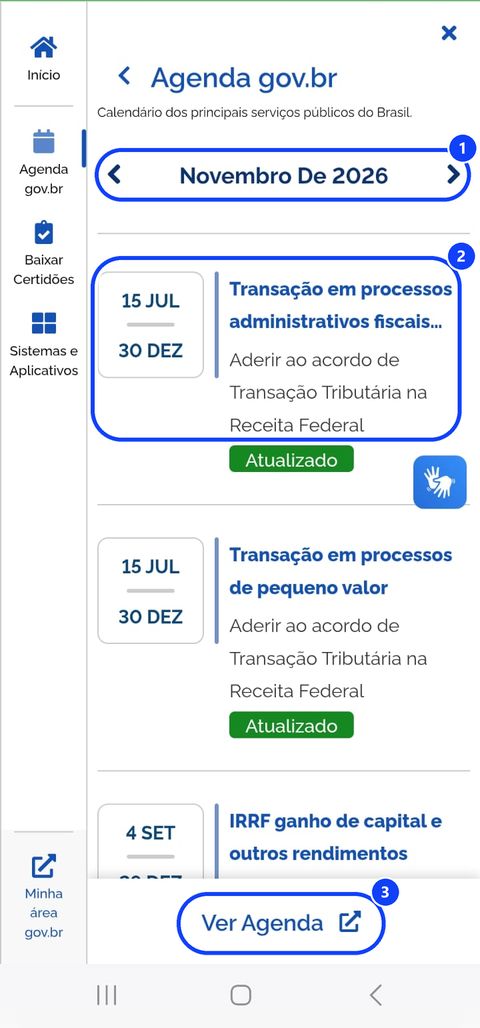 Início
Agenda
gov.br
Baixar
Certidões
Sistemas e
Aplicativos
Minha
área
gov.br
Agenda gov.br
Calendário dos principais serviços públicos do Brasil.
1
Novembro De 2026
2
15 JUL
30 DEZ
Transação em processos
administrativos fiscais...
Aderir ao acordo de
Transação Tributária na
Receita Federal
Atualizado
15 JUL
30 DEZ
Transação em processos
de pequeno valor
Aderir ao acordo de
Transação Tributária na
Receita Federal
Atualizado
4 SET
IRRF ganho de capital e
outros rendimentos
3
Ver Agenda